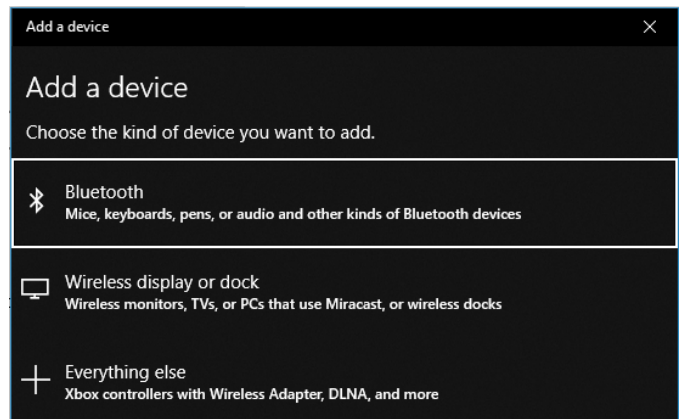 Add a device
Add a device
Choose the kind of device you want to add.
Bluetooth
Mice, keyboards, pens, or audio and other kinds of Bluetooth devices
Wireless display or dock
Wireless monitors, TVs, or PCs that use Miracast, or wireless docks
Everything else
Xbox controllers with Wireless Adapter, DLNA, and more